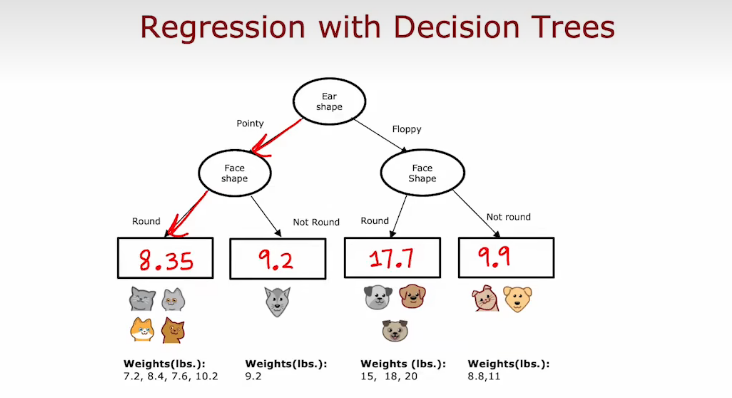 Regression with Decision Trees
Ear
shape
Pointy
Floppy
Face
shape
Face
Shape
Round
Not Round
Round
Not round
8.35
9.2
17.7
9.9
Weights(lbs.):
7.2, 8.4, 7.6, 10.2
Weights(lbs.):
9.2
Weights (lbs.):
15, 18, 20
Weights(lbs.):
8.8,11